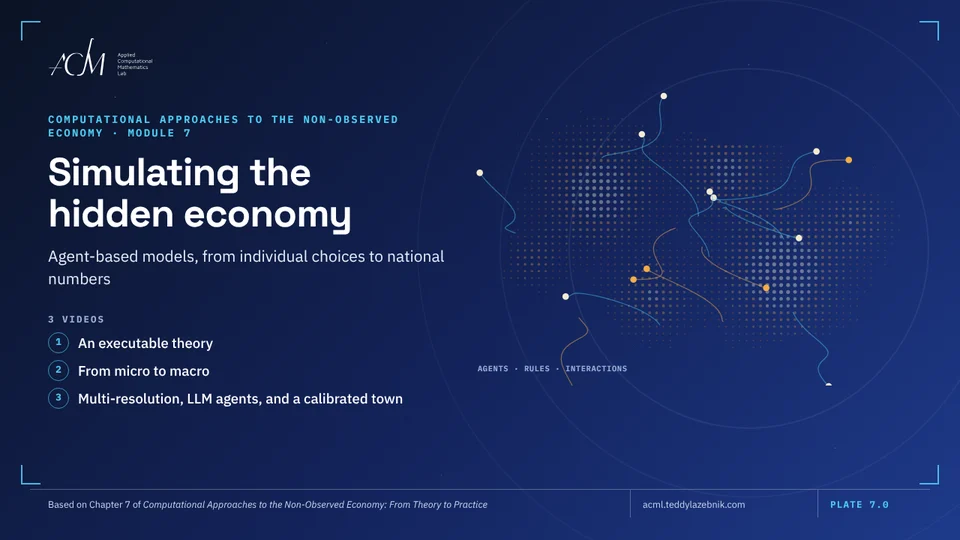 ACM
Applied
Computational
Mathematics
Lab
COMPUTATIONAL APPROACHES TO THE NON-OBSERVED
ECONOMY · MODULE 7
Simulating the
hidden economy
Agent-based models, from individual choices to national
numbers
3 VIDEOS
1 An executable theory
2 From micro to macro
3 Multi-resolution, LLM agents, and a calibrated town
AGENTS · RULES · INTERACTIONS
Based on Chapter 7 of Computational Approaches to the Non-Observed Economy: From Theory to Practice
acml.teddylazebnik.com
PLATE 7.0